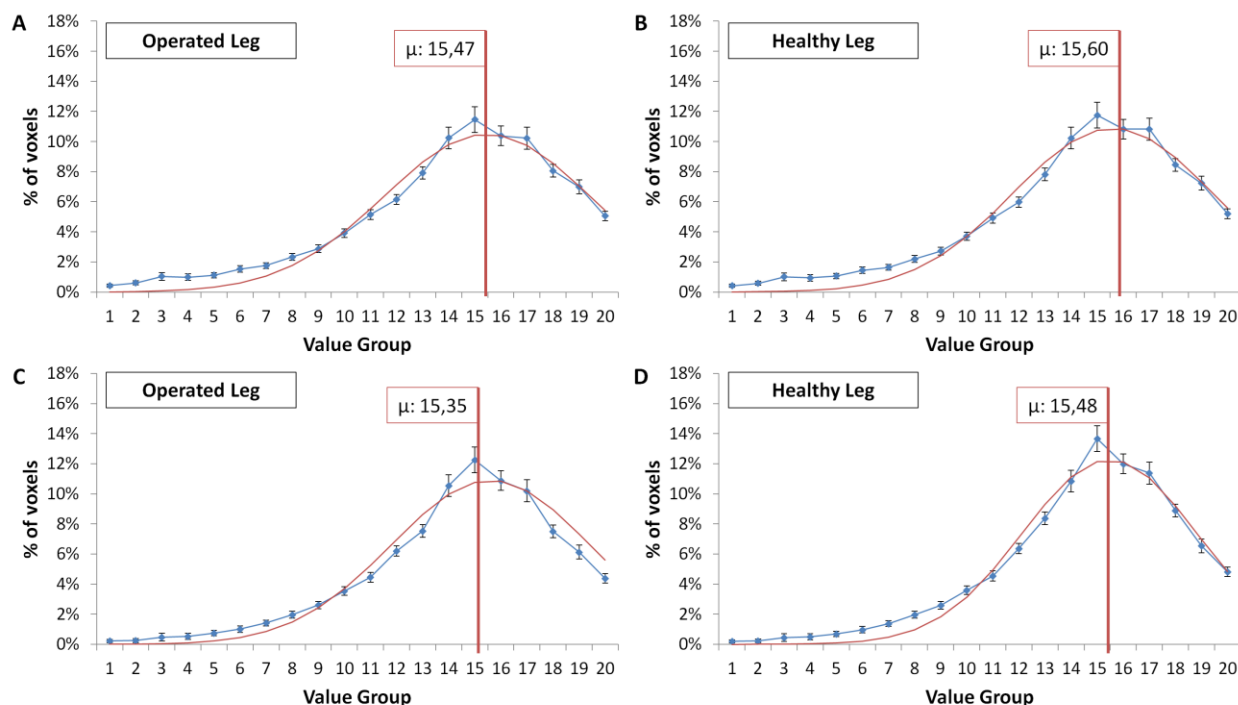 A
Operated Leg
μ: 15,47
18%
16%
14%
12%
10%
8%
6%
4%
2%
0%
% of voxels
1 2 3 4 5 6 7 8 9 10 11 12 13 14 15 16 17 18 19 20
Value Group
B
Healthy Leg
μ: 15,60
18%
16%
14%
12%
10%
8%
6%
4%
2%
0%
% of voxels
1 2 3 4 5 6 7 8 9 10 11 12 13 14 15 16 17 18 19 20
Value Group
C
Operated Leg
μ: 15,35
18%
16%
14%
12%
10%
8%
6%
4%
2%
0%
% of voxels
1 2 3 4 5 6 7 8 9 10 11 12 13 14 15 16 17 18 19 20
Value Group
D
Healthy Leg
μ: 15,48
18%
16%
14%
12%
10%
8%
6%
4%
2%
0%
% of voxels
1 2 3 4 5 6 7 8 9 10 11 12 13 14 15 16 17 18 19 20
Value Group